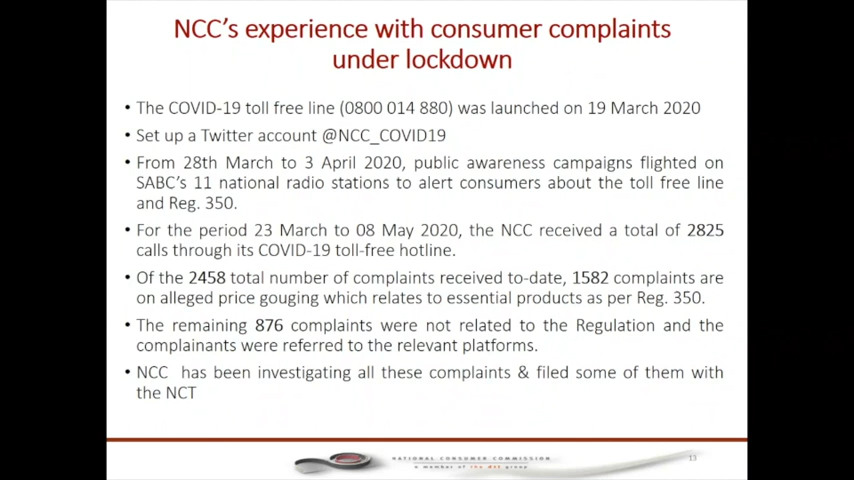 NCC's experience with consumer complaints
under lockdown
• The COVID-19 toll free line (0800 014 880) was launched on 19 March 2020
• Set up a Twitter account @NCC_COVID19
• From 28th March to 3 April 2020, public awareness campaigns flighted on
SABC's 11 national radio stations to alert consumers about the toll free line
and Reg. 350.
• For the period 23 March to 08 May 2020, the NCC received a total of 2825
calls through its COVID-19 toll-free hotline.
• Of the 2458 total number of complaints received to-date, 1582 complaints are
on alleged price gouging which relates to essential products as per Reg. 350.
• The remaining 876 complaints were not related to the Regulation and the
complainants were referred to the relevant platforms.
• NCC has been investigating all these complaints & filed some of them with
the NCT
NATIONAL CONSUMER COMMISSION
a member of the dti group
13